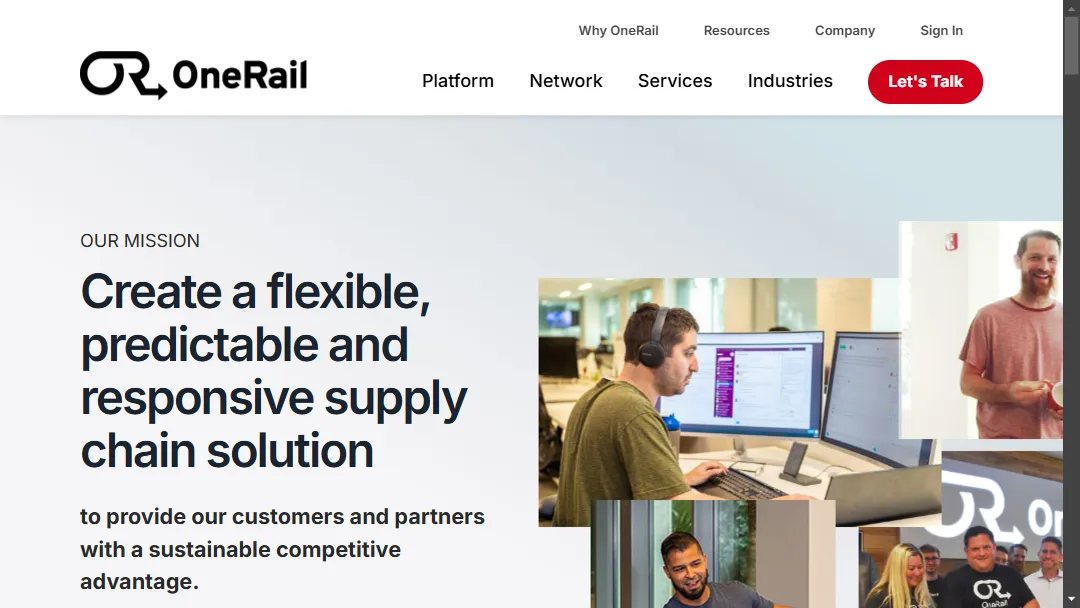 Why OneRail Resources Company Sign In
OneRail
Platform Network Services Industries Let's Talk
OUR MISSION
Create a flexible,
predictable and
responsive supply
chain solution
to provide our customers and partners
with a sustainable competitive
advantage.
OneRail